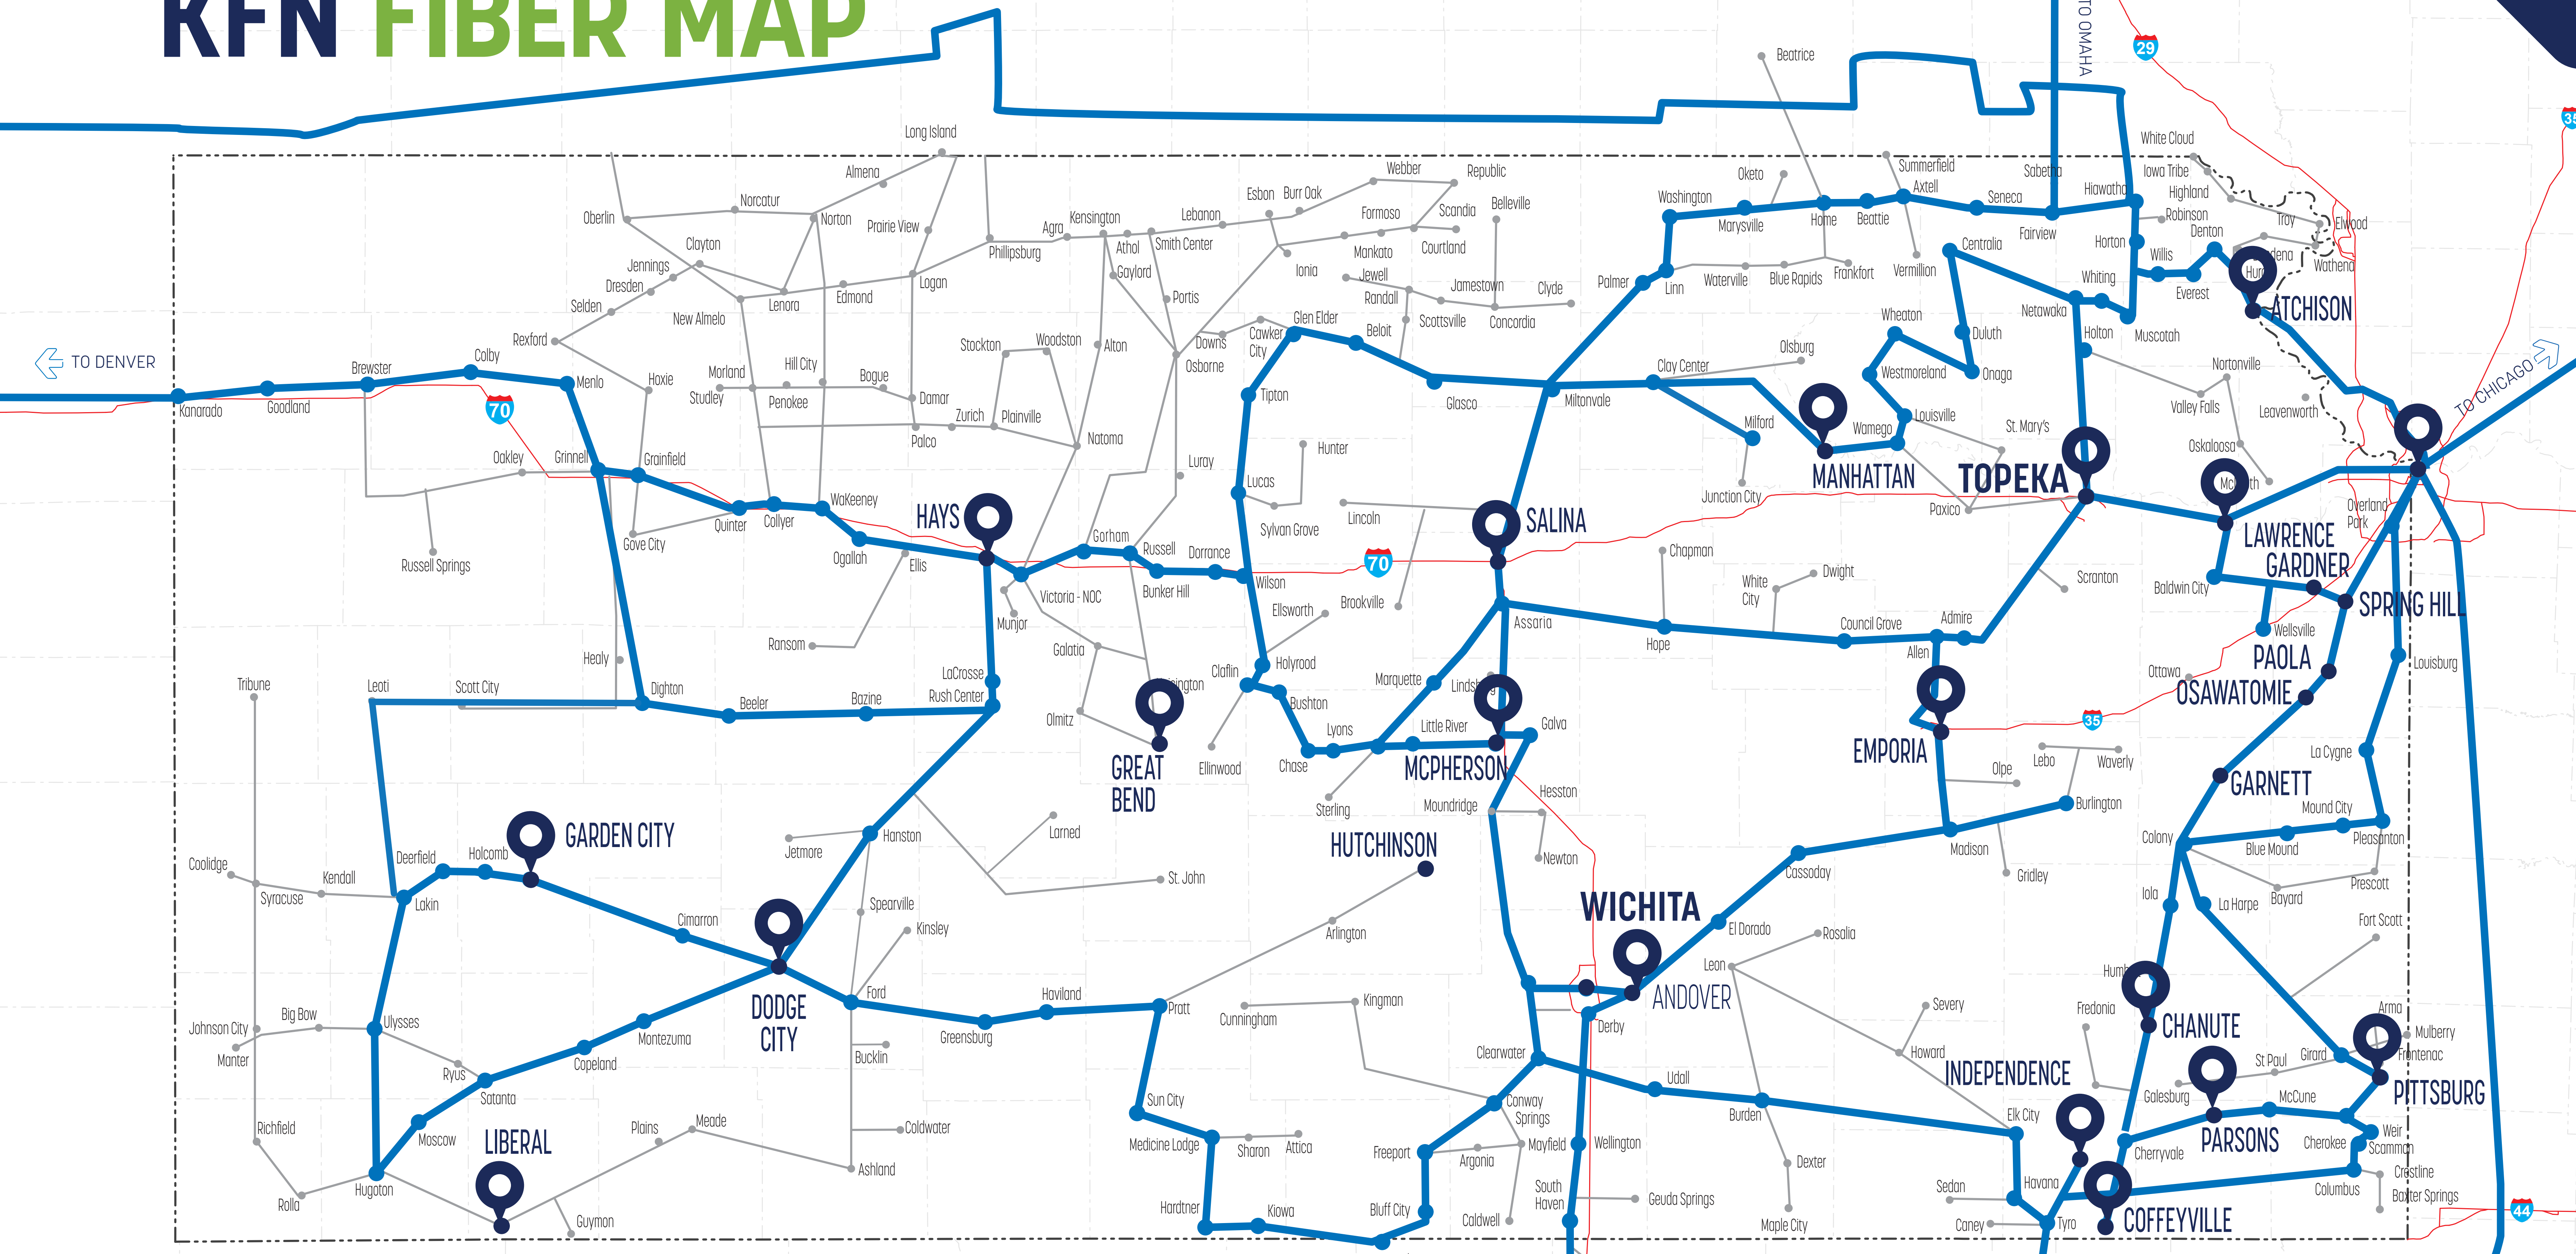 KFN FIBER MAP
TO OMAHA
29
35
Beatrice
Long Island
White Cloud
Almena
Webber
Republic
Oketo
Summerfield
Iowa Tribe
Norcatur
Esbon
Burr Oak
Washington
Axtell
Sabetha
Hiawatha
Highland
Oberlin
Norton
Prairie View
Agra
Kensington
Lebanon
Formoso
Scandia
Belleville
Marysville
Home
Beattie
Seneca
Fairview
Robinson
Troy
Elwood
Clayton
Phillipsburg
Athol
Smith Center
Mankato
Courtland
Centralia
Horton
Denton
Jennings
Gaylord
Ionia
Jewell
Jamestown
Clyde
Palmer
Linn
Waterville
Blue Rapids
Frankfort
Vermillion
Whiting
Willis
Wathena
Dresden
Lenora
Edmond
Logan
Portis
Randall
Everest
Selden
New Almelo
Scottsville
Concordia
Wheaton
Netawaka
ATCHISON
Rexford
Stockton
Woodston
Alton
Downs
Cawker City
Glen Elder
Beloit
Duluth
Holton
Muscotah
TO DENVER
Brewster
Colby
Menlo
Hoxie
Morland
Hill City
Bogue
Osborne
Clay Center
Olsburg
Westmoreland
Onaga
Nortonville
TO CHICAGO
Kanarado
Goodland
70
Studley
Penokee
Damar
Zurich
Plainville
Tipton
Glasco
Miltonvale
Milford
Louisville
Valley Falls
Leavenworth
Palco
Natoma
Hunter
Wamego
St. Mary's
Oakley
Grinnell
Grainfield
Luray
Lucas
MANHATTAN
TOPEKA
Oskaloosa
Quinter
Collyer
WaKeeney
HAYS
Lincoln
SALINA
Junction City
Paxico
Overland
Park
Russell Springs
Gove City
Ogallah
Ellis
Gorham
Russell
Dorrance
Sylvan Grove
70
Chapman
LAWRENCE
GARDNER
Victoria - NOC
Bunker Hill
Wilson
Brookville
White
City
Dwight
Scranton
Baldwin City
SPRING HILL
Munjor
Ellsworth
Assaria
Hope
Council Grove
Admire
Wellsville
Ransom
Galatia
Allen
PAOLA
Louisburg
Healy
Tribune
Leoti
Scott City
Dighton
Beeler
Bazine
LaCrosse
Rush Center
Claflin
Holyrood
Marquette
Ottawa
OSAWATOMIE
Olmitz
Bushton
Lyons
Little River
Galva
35
GREAT
BEND
Ellinwood
Chase
MCPHERSON
EMPORIA
Lebo
Waverly
La Cygne
Sterling
Moundridge
Hesston
Olpe
Burlington
GARNETT
Mound City
GARDEN CITY
Larned
HUTCHINSON
Hanston
Jetmore
Newton
Madison
Colony
Blue Mound
Pleasanton
Coolidge
Deerfield
Holcomb
Kendall
Syracuse
Lakin
St. John
Cassoday
Gridley
Prescott
Bayard
Cimarron
Spearville
Kinsley
Arlington
WICHITA
El Dorado
Rosalia
Iola
La Harpe
Fort Scott
Leon
ANDOVER
DODGE
CITY
Ford
Haviland
Greensburg
Pratt
Cunningham
Kingman
Derby
Severy
Fredonia
CHANUTE
Arma
Mulberry
Johnson City
Big Bow
Ulysses
Manter
Montezuma
Copeland
Bucklin
Clearwater
Howard
INDEPENDENCE
St Paul
Girard
Frontenac
Ryus
Satanta
Udall
Burden
Galesburg
McCune
PITTSBURG
Sun City
Conway
Springs
Elk City
Richfield
Moscow
LIBERAL
Plains
Meade
Coldwater
Medicine Lodge
Sharon
Attica
Freeport
Argonia
Mayfield
Wellington
Cherryvale
PARSONS
Cherokee
Weir
Scammon
Dexter
Ashland
Hugoton
Rolla
South
Haven
Geuda Springs
Sedan
Havana
Columbus
Crestline
Baxter Springs
Guymon
Hardtner
Kiowa
Bluff City
Caldwell
Maple City
Caney
Tyro
COFFEYVILLE
44